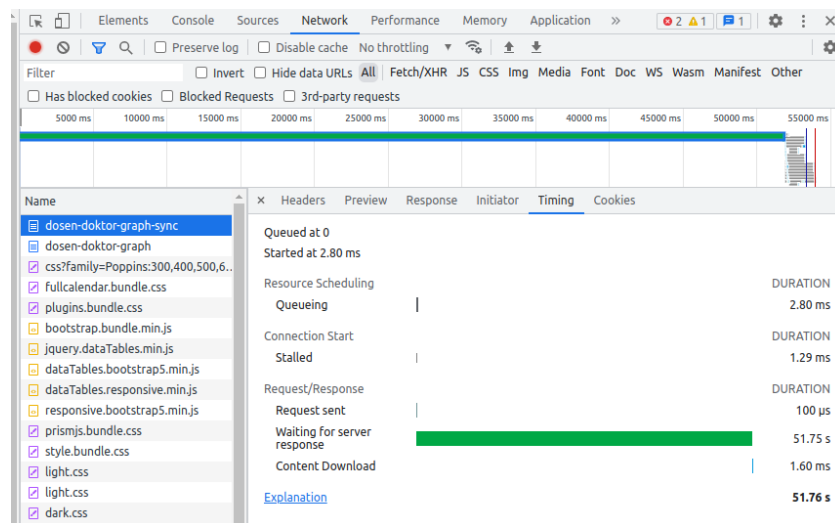 Elements Console Sources Network Performance Memory Application » 2 1 1
Preserve log Disable cache No throttling
Filter Invert Hide data URLs All Fetch/XHR JS CSS Img Media Font Doc WS Wasm Manifest Other
Has blocked cookies Blocked Requests 3rd-party requests
5000 ms 10000 ms 15000 ms 20000 ms 25000 ms 30000 ms 35000 ms 40000 ms 45000 ms 50000 ms 55000 ms
Name
× Headers Preview Response Initiator Timing Cookies
dosen-doktor-graph-sync
dosen-doktor-graph
css?family=Poppins:300,400,500,6..
fullcalendar.bundle.css
plugins.bundle.css
bootstrap.bundle.min.js
jquery.dataTables.min.js
dataTables.bootstrap5.min.js
dataTables.responsive.min.js
responsive.bootstrap5.min.js
prismjs.bundle.css
style.bundle.css
light.css
light.css
dark.css
Queued at 0
Started at 2.80 ms
Resource Scheduling DURATION
Queueing 2.80 ms
Connection Start DURATION
Stalled 1.29 ms
Request/Response DURATION
Request sent 100 μs
Waiting for server
response 51.75 s
Content Download 1.60 ms
Explanation 51.76 s